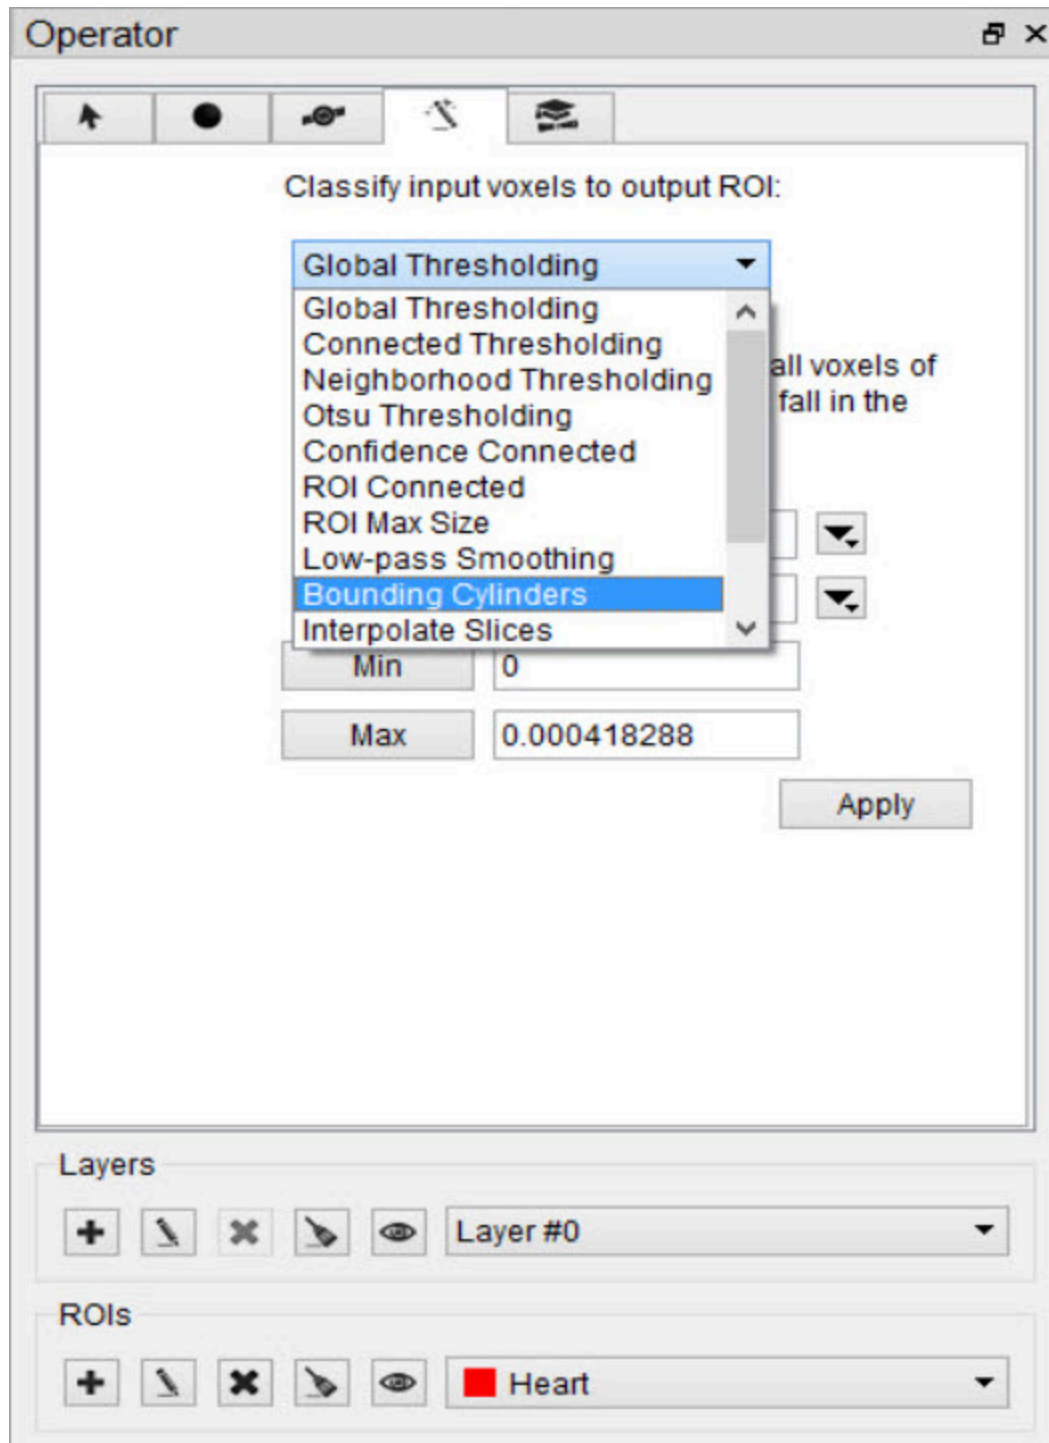 Operator
Classify input voxels to output ROI:
Global Thresholding
Global Thresholding
Connected Thresholding
Neighborhood Thresholding
all voxels of
Otsu Thresholding
fall in the
Confidence Connected
ROI Connected
ROI Max Size
Low-pass Smoothing
Bounding Cylinders
Interpolate Slices
Min 0
Max 0.000418288
Apply
Layers
Layer #0
ROIs
Heart